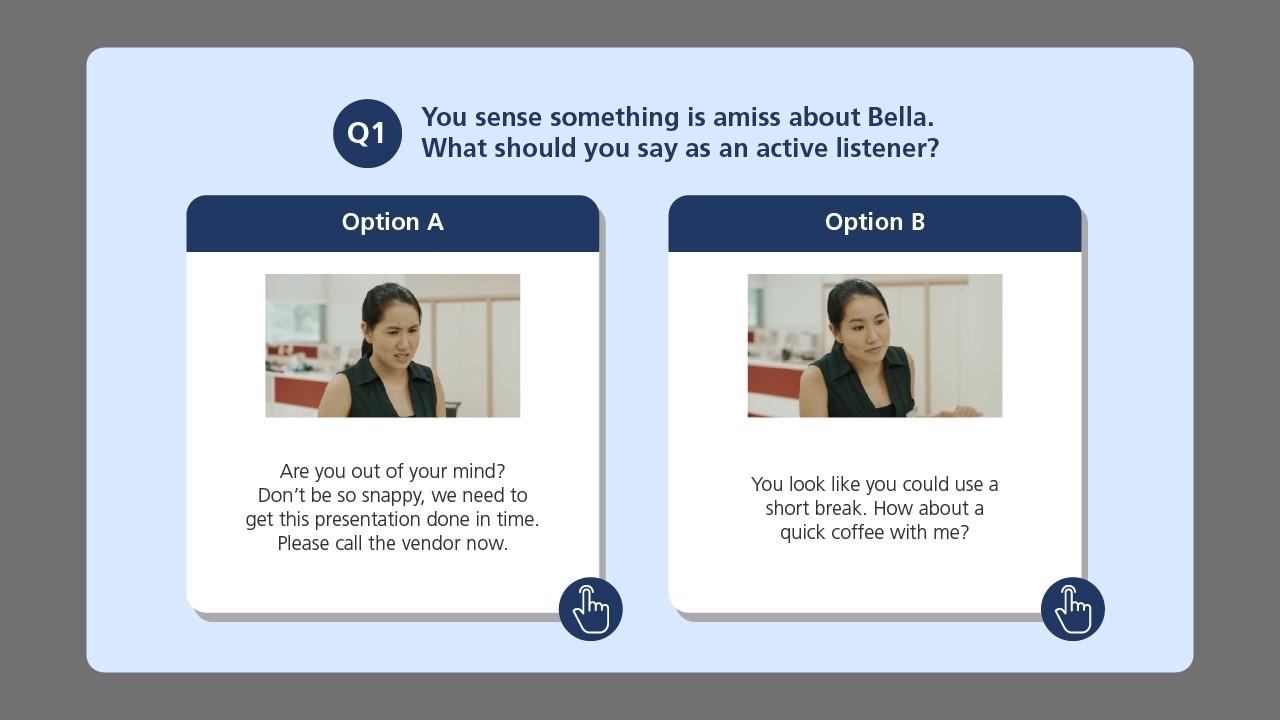 Q1
You sense something is amiss about Bella.
What should you say as an active listener?
Option A
Are you out of your mind?
Don’t be so snappy, we need to
get this presentation done in time.
Please call the vendor now.
Option B
You look like you could use a
short break. How about a
quick coffee with me?